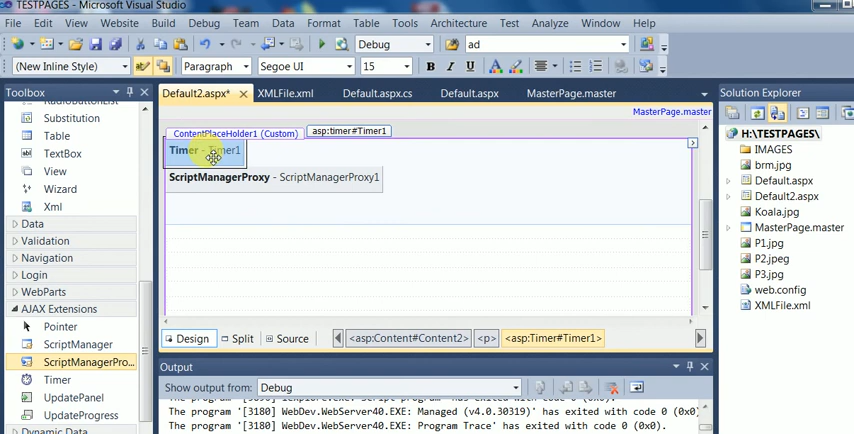 TESTPAGES - Microsoft Visual Studio
File Edit View Website Build Debug Team Data Format Table Tools Architecture Test Analyze Window Help
Debug ad
(New Inline Style) Paragraph Segoe UI 15 B I U A
Toolbox
Default2.aspx* XMLFile.xml Default.aspx.cs Default.aspx MasterPage.master
Solution Explorer
RadioButtonList
Substitution
Table
TextBox
View
Wizard
Xml
Data
Validation
Navigation
Login
WebParts
AJAX Extensions
Pointer
ScriptManager
ScriptManagerPro...
Timer
UpdatePanel
UpdateProgress
Dynamic Data
MasterPage.master
ContentPlaceHolder1 (Custom) asp:timer#Timer1
Timer - Timer1
ScriptManagerProxy - ScriptManagerProxy1
Design Split Source <asp:Content#Content2> <p> <asp:Timer#Timer1>
Output
Show output from: Debug
The program '[3180] WebDev.WebServer40.EXE: Managed (v4.0.30319)' has exited with code 0 (0x0)
The program '[3180] WebDev.WebServer40.EXE: Program Trace' has exited with code 0 (0x0).
H:\TESTPAGES\
IMAGES
brm.jpg
Default.aspx
Default2.aspx
Koala.jpg
MasterPage.master
P1.jpg
P2.jpeg
P3.jpg
web.config
XMLFile.xml